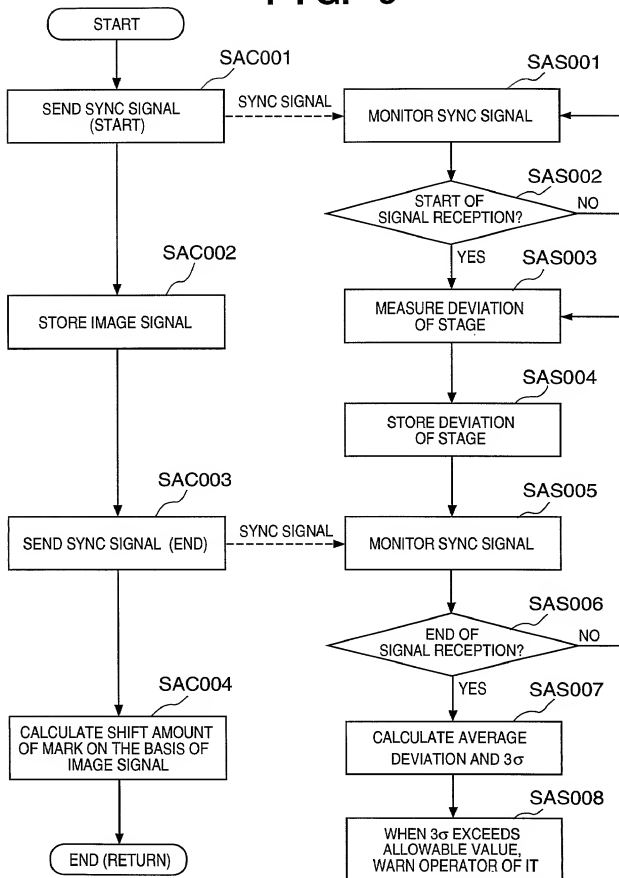 START
SAC001
SEND SYNC SIGNAL
(START)
SYNC SIGNAL
SAS001
MONITOR SYNC SIGNAL
SAS002
START OF
SIGNAL RECEPTION?
NO
YES
SAS003
MEASURE DEVIATION
OF STAGE
SAC002
STORE IMAGE SIGNAL
SAS004
STORE DEVIATION
OF STAGE
SAC003
SEND SYNC SIGNAL (END)
SYNC SIGNAL
SAS005
MONITOR SYNC SIGNAL
SAS006
END OF
SIGNAL RECEPTION?
NO
YES
SAS007
CALCULATE AVERAGE
DEVIATION AND 3σ
SAC004
CALCULATE SHIFT AMOUNT
OF MARK ON THE BASIS OF
IMAGE SIGNAL
SAS008
WHEN 3σ EXCEEDS
ALLOWABLE VALUE,
WARN OPERATOR OF IT
END (RETURN)